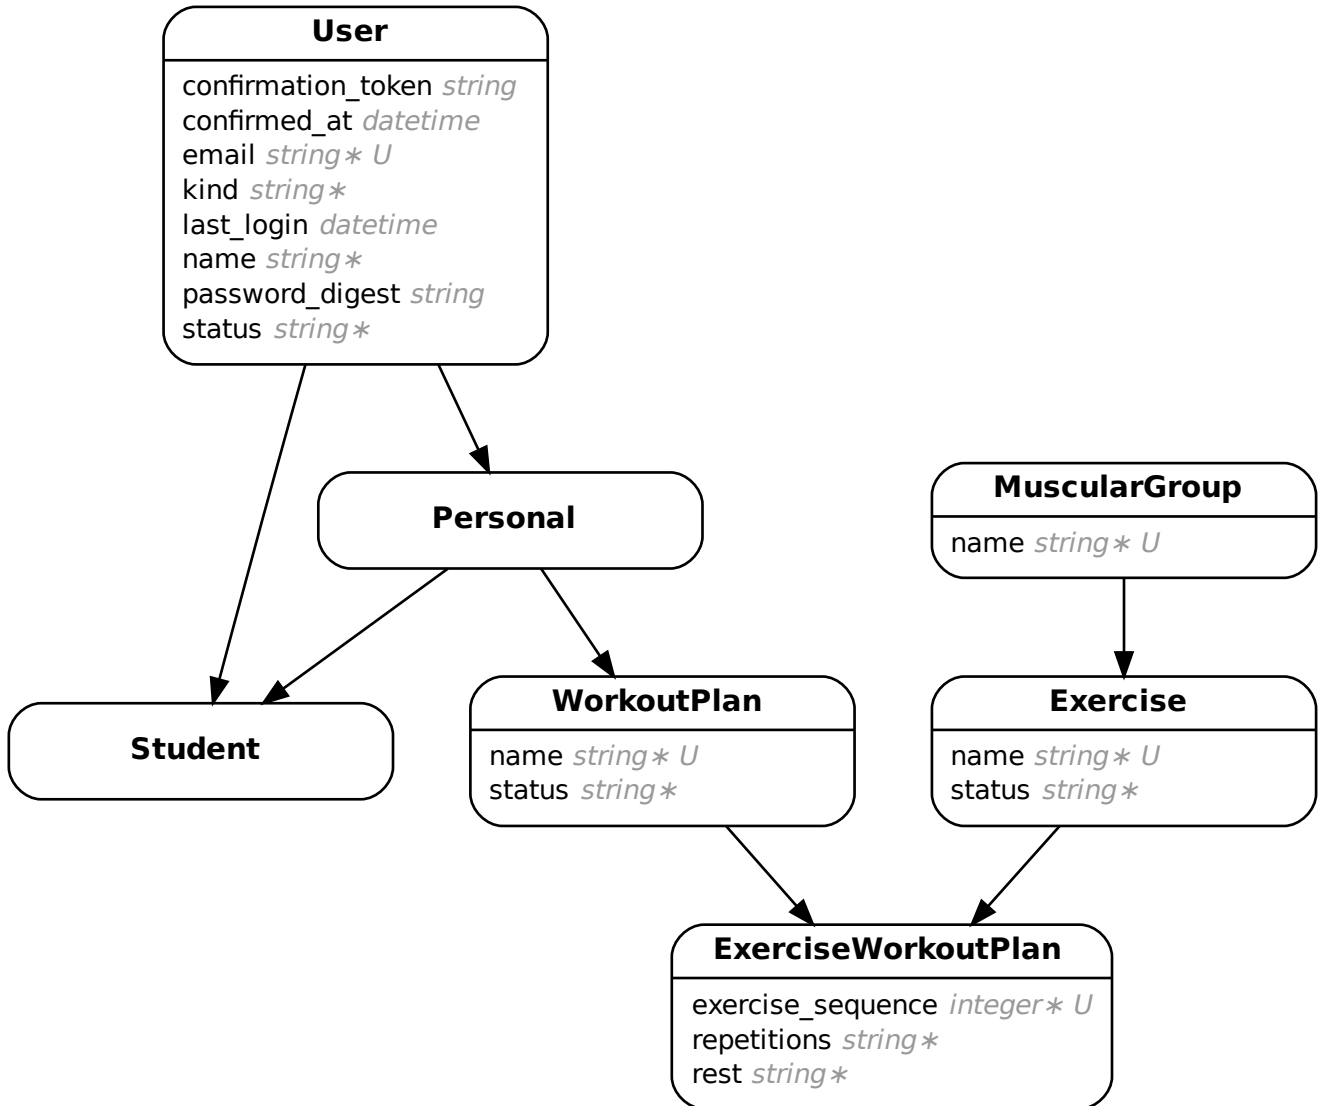 User
confirmation_token string
confirmed_at datetime
email string∗ U
kind string∗
last_login datetime
name string∗
password_digest string
status string∗
Personal
MuscularGroup
name string∗ U
Student
WorkoutPlan
name string∗ U
status string∗
Exercise
name string∗ U
status string∗
ExerciseWorkoutPlan
exercise_sequence integer∗ U
repetitions string∗
rest string∗